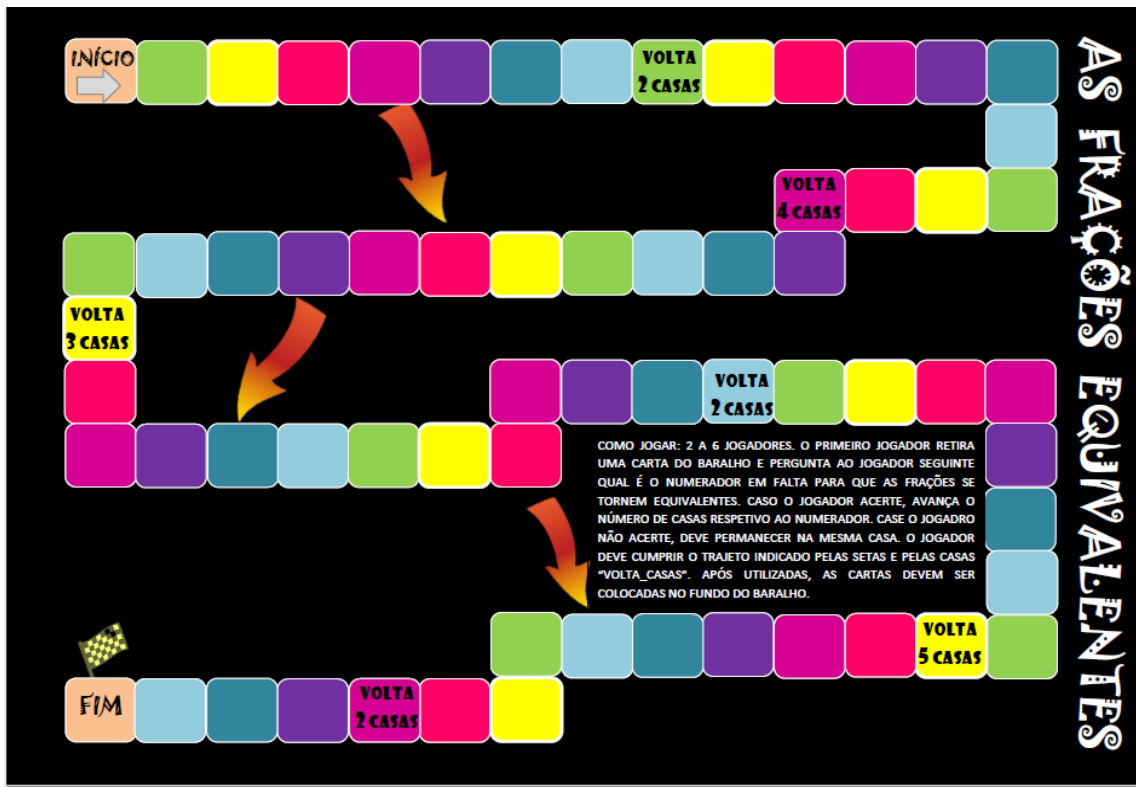 INÍCIO
VOLTA
2 CASAS
VOLTA
4 CASAS
VOLTA
3 CASAS
VOLTA
2 CASAS
COMO JOGAR: 2 A 6 JOGADORES. O PRIMEIRO JOGADOR RETIRA
UMA CARTA DO BARALHO E PERGUNTA AO JOGADOR SEGUINTE
QUAL É O NUMERADOR EM FALTA PARA QUE AS FRAÇÕES SE
TORNEM EQUIVALENTES. CASO O JOGADOR ACERTE, AVANÇA O
NÚMERO DE CASAS RESPETIVO AO NUMERADOR. CASE O JOGADRO
NÃO ACERTE, DEVE PERMANECER NA MESMA CASA. O JOGADOR
DEVE CUMPRIR O TRAJETO INDICADO PELAS SETAS E PELAS CASAS
“VOLTA_CASAS”. APÓS UTILIZADAS, AS CARTAS DEVEM SER
COLOCADAS NO FUNDO DO BARALHO.
VOLTA
5 CASAS
VOLTA
2 CASAS
FIM
AS FRAÇÕES EQUIVALENTES